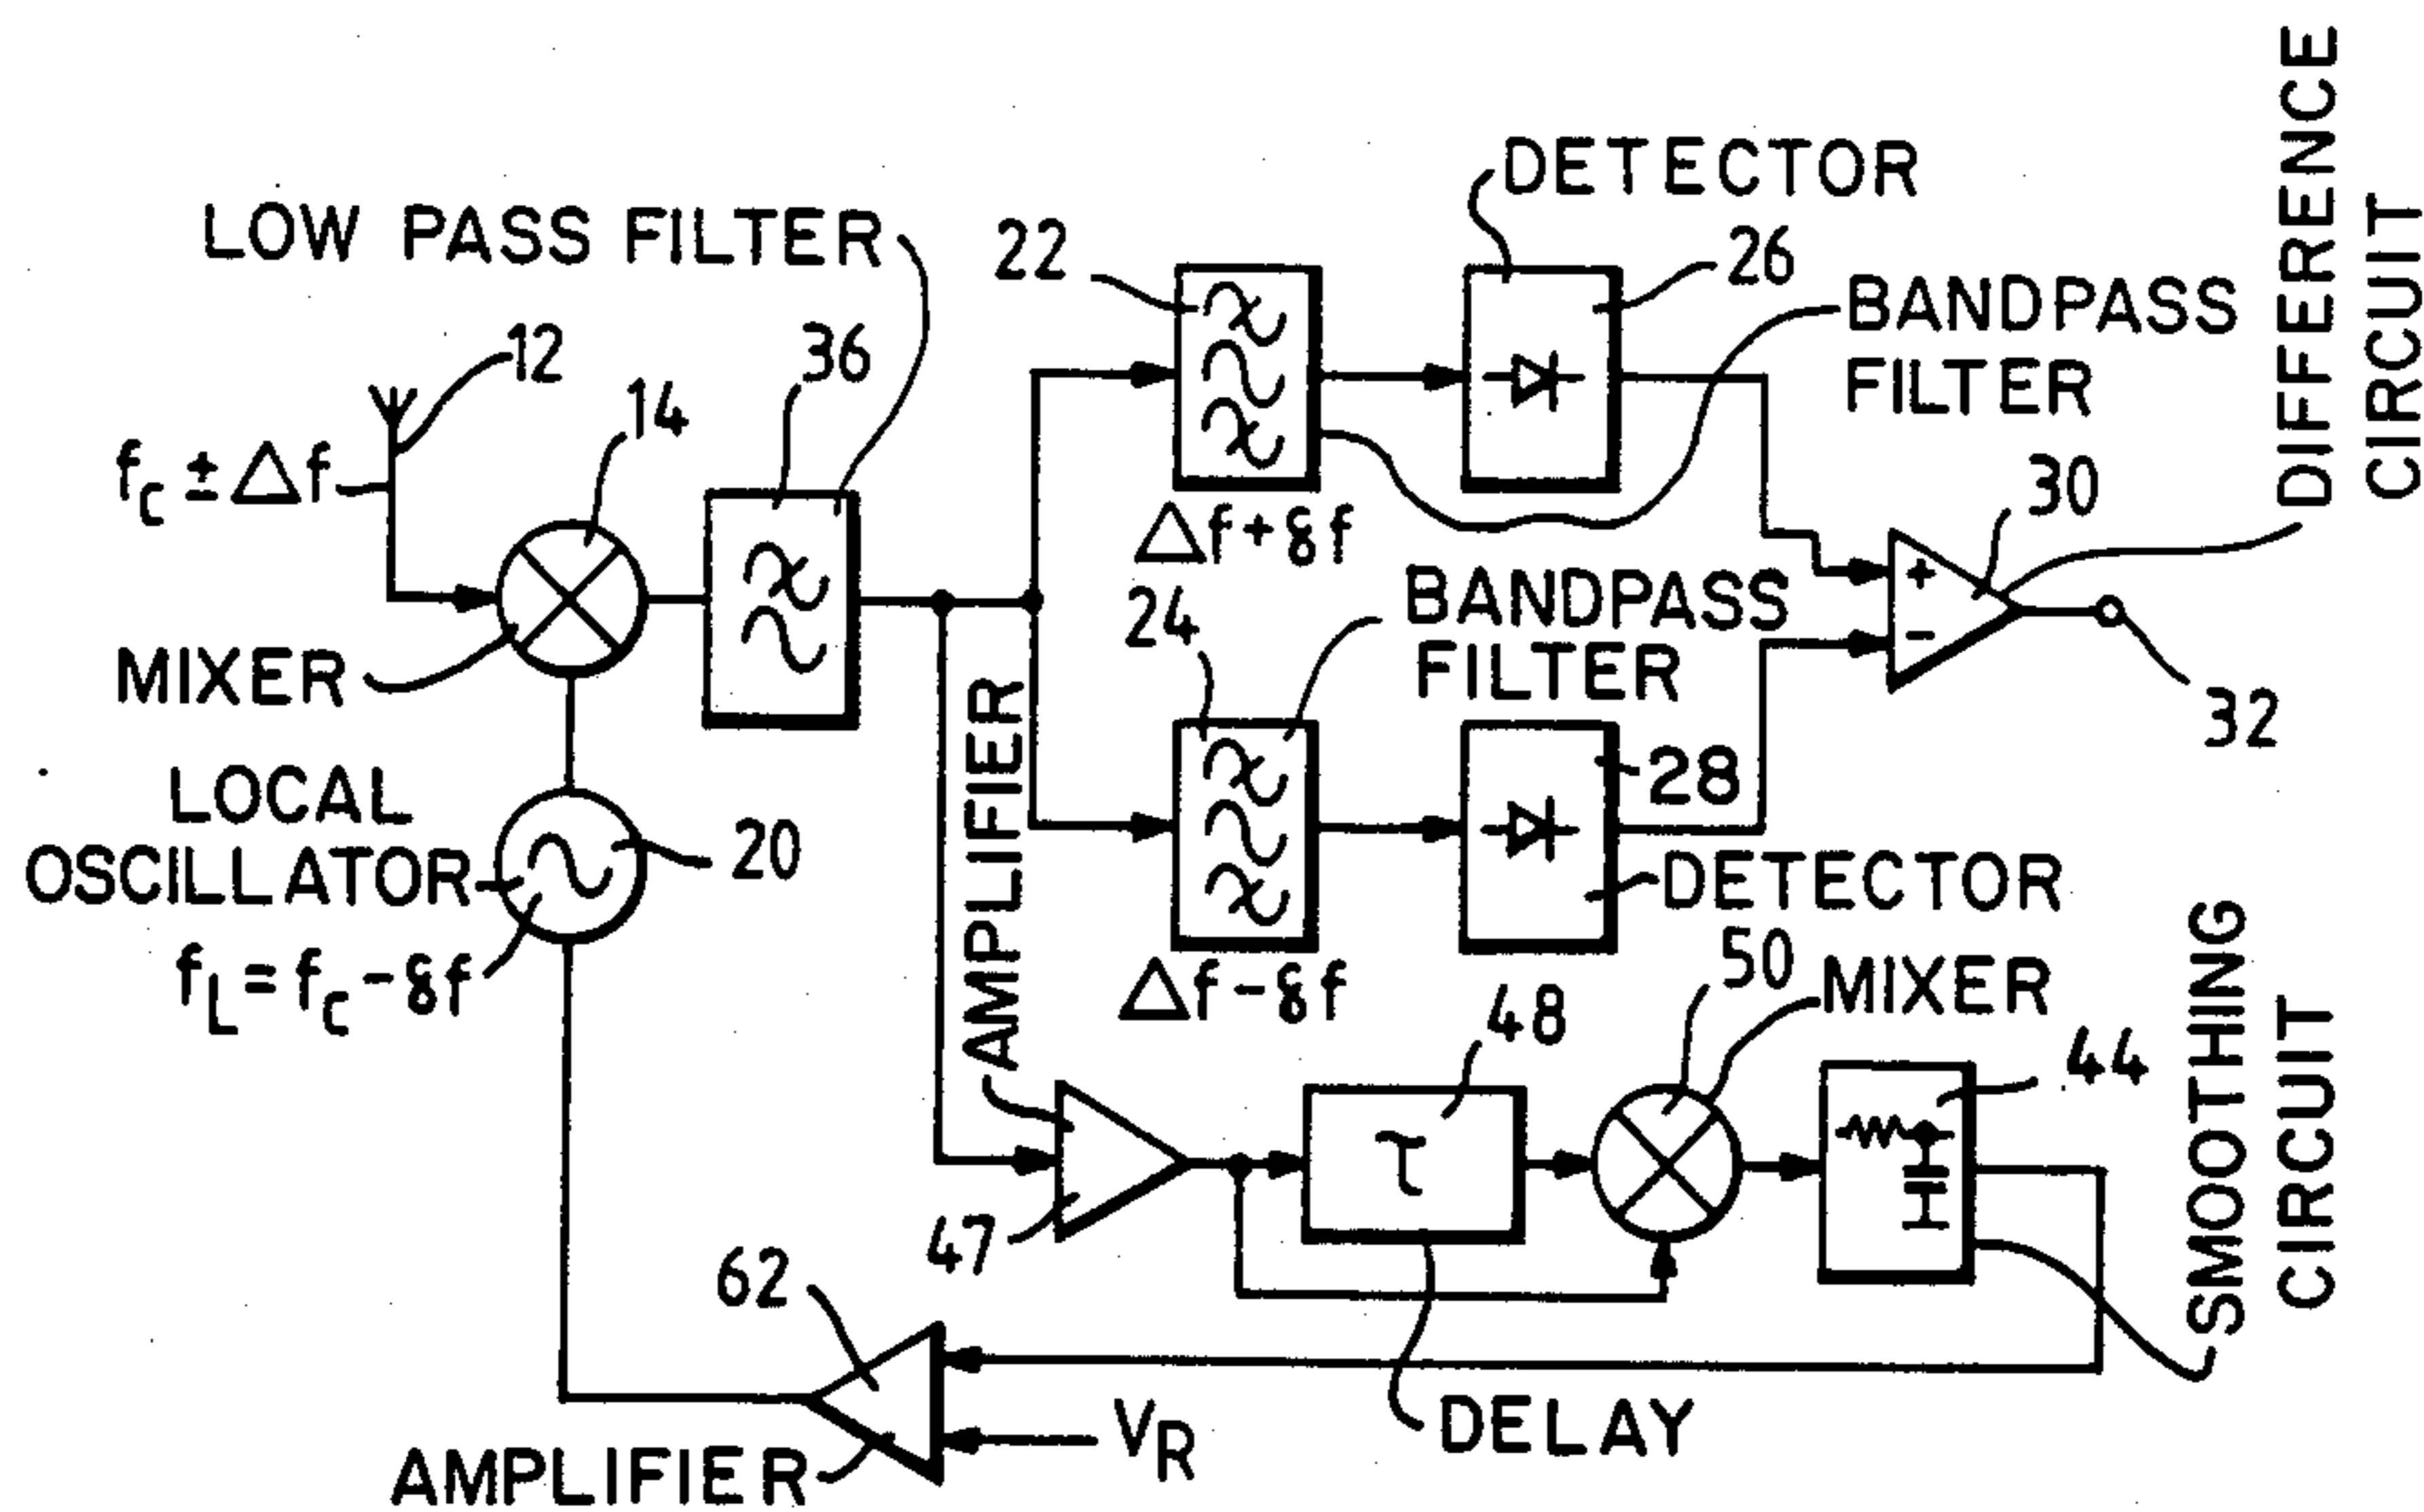 DIFFERENCE
CIRCUIT
DETECTOR
LOW PASS FILTER
22
26
BANDPASS
FILTER
12
36
14
f_C ± Δf
30
Δf+δf
BANDPASS
FILTER
24
MIXER
32
AMPLIFIER
LOCAL
OSCILLATOR
20
28
DETECTOR
f_L = f_C - δf
Δf-δf
50
MIXER
48
44
SMOOTHING
CIRCUIT
τ
+
-
47
62
V_R
DELAY
AMPLIFIER